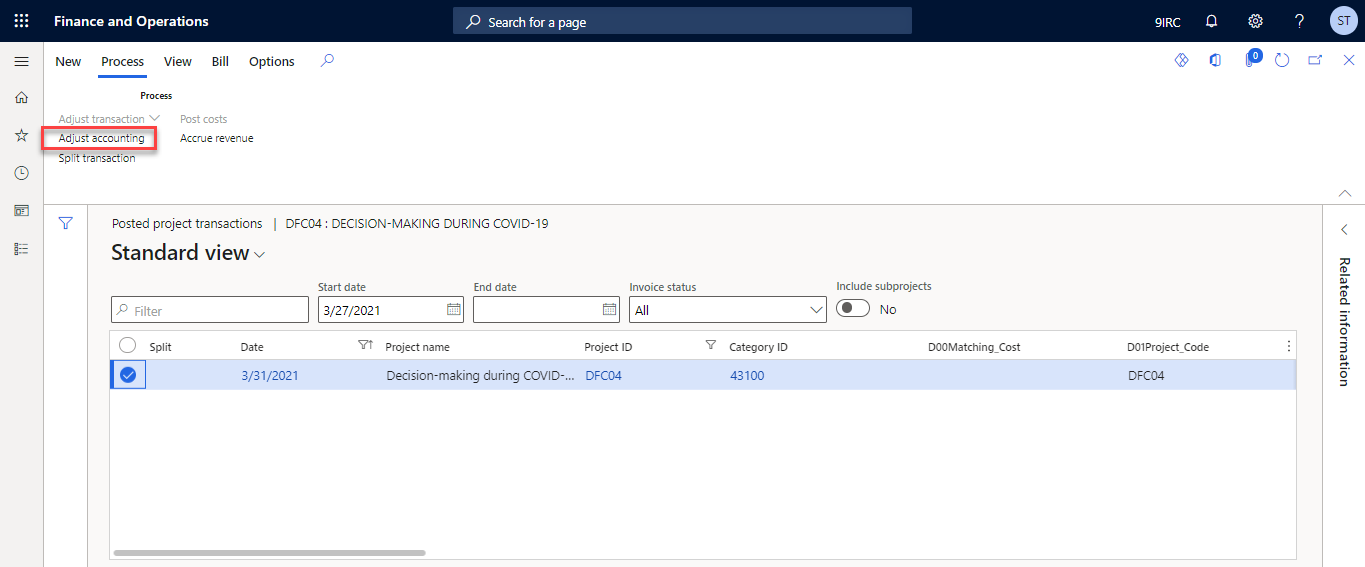 Finance and Operations
Search for a page
9IRC
?
ST
New Process View Bill Options
0
Process
Adjust transaction Post costs
Adjust accounting Accrue revenue
Split transaction
Posted project transactions | DFC04 : DECISION-MAKING DURING COVID-19
Standard view
Start date End date Invoice status Include subprojects
Filter 3/27/2021 All No
Split Date Project name Project ID Category ID D00Matching_Cost D01Project_Code
3/31/2021 Decision-making during COVID-... DFC04 43100 DFC04
Related information